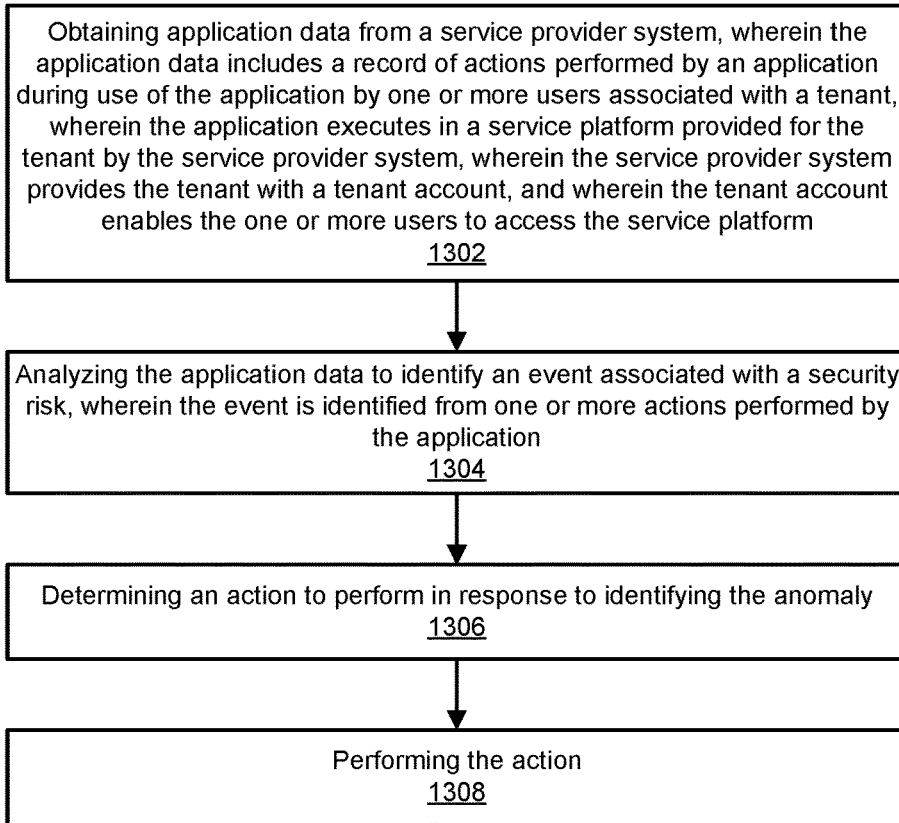 Obtaining application data from a service provider system, wherein the
application data includes a record of actions performed by an application
during use of the application by one or more users associated with a tenant,
wherein the application executes in a service platform provided for the
tenant by the service provider system, wherein the service provider system
provides the tenant with a tenant account, and wherein the tenant account
enables the one or more users to access the service platform
1302
Analyzing the application data to identify an event associated with a security
risk, wherein the event is identified from one or more actions performed by
the application
1304
Determining an action to perform in response to identifying the anomaly
1306
Performing the action
1308